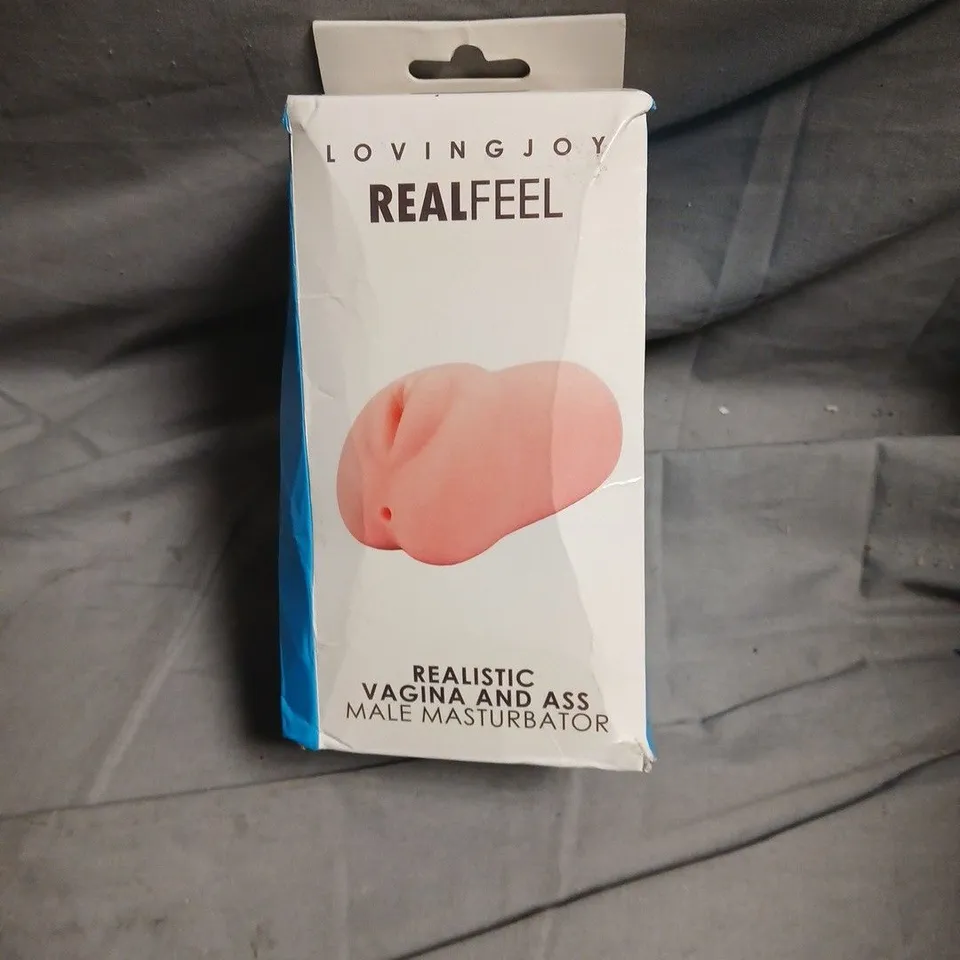 LOVINGJOY
REALFEEL
REALISTIC
VAGINA AND ASS
MALE MASTURBATOR